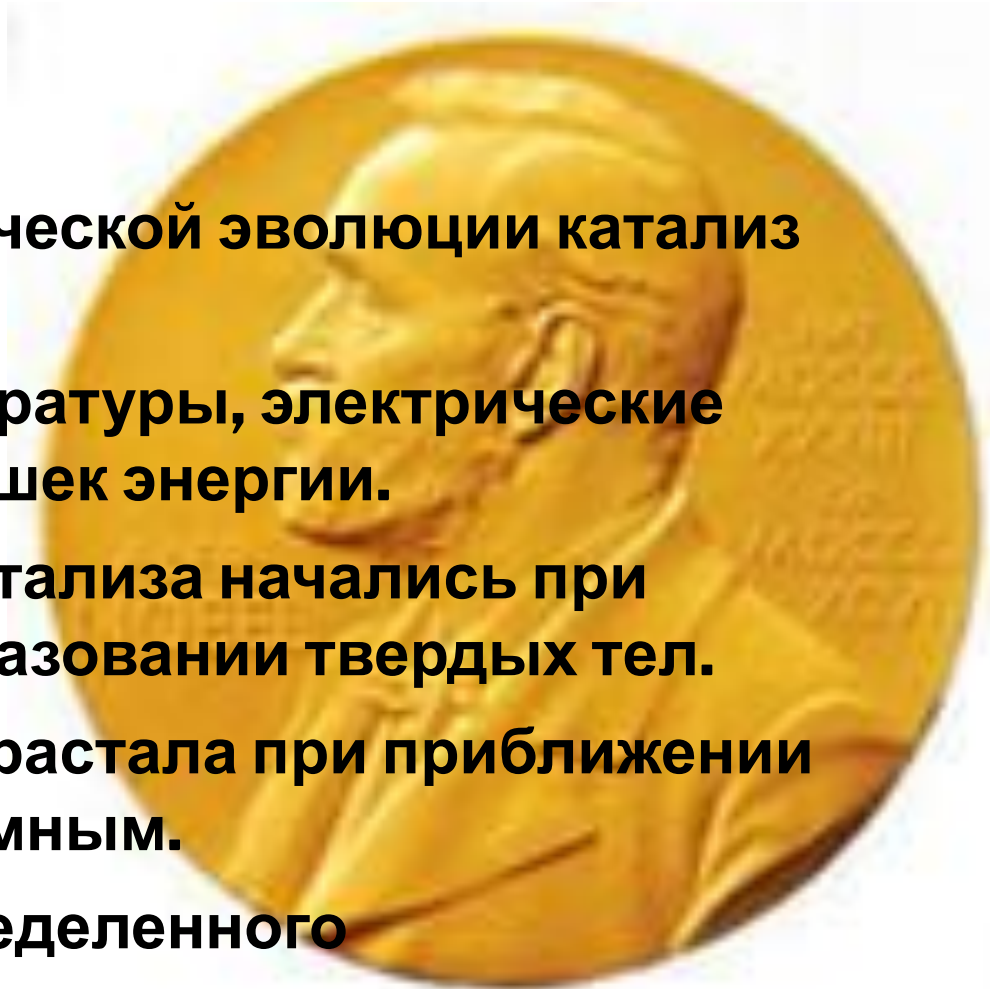 ческой эволюции катализ
ратуры, электрические
шек энергии.
тализа начались при
азовании твердых тел.
растала при приближении
мным.
еделенного